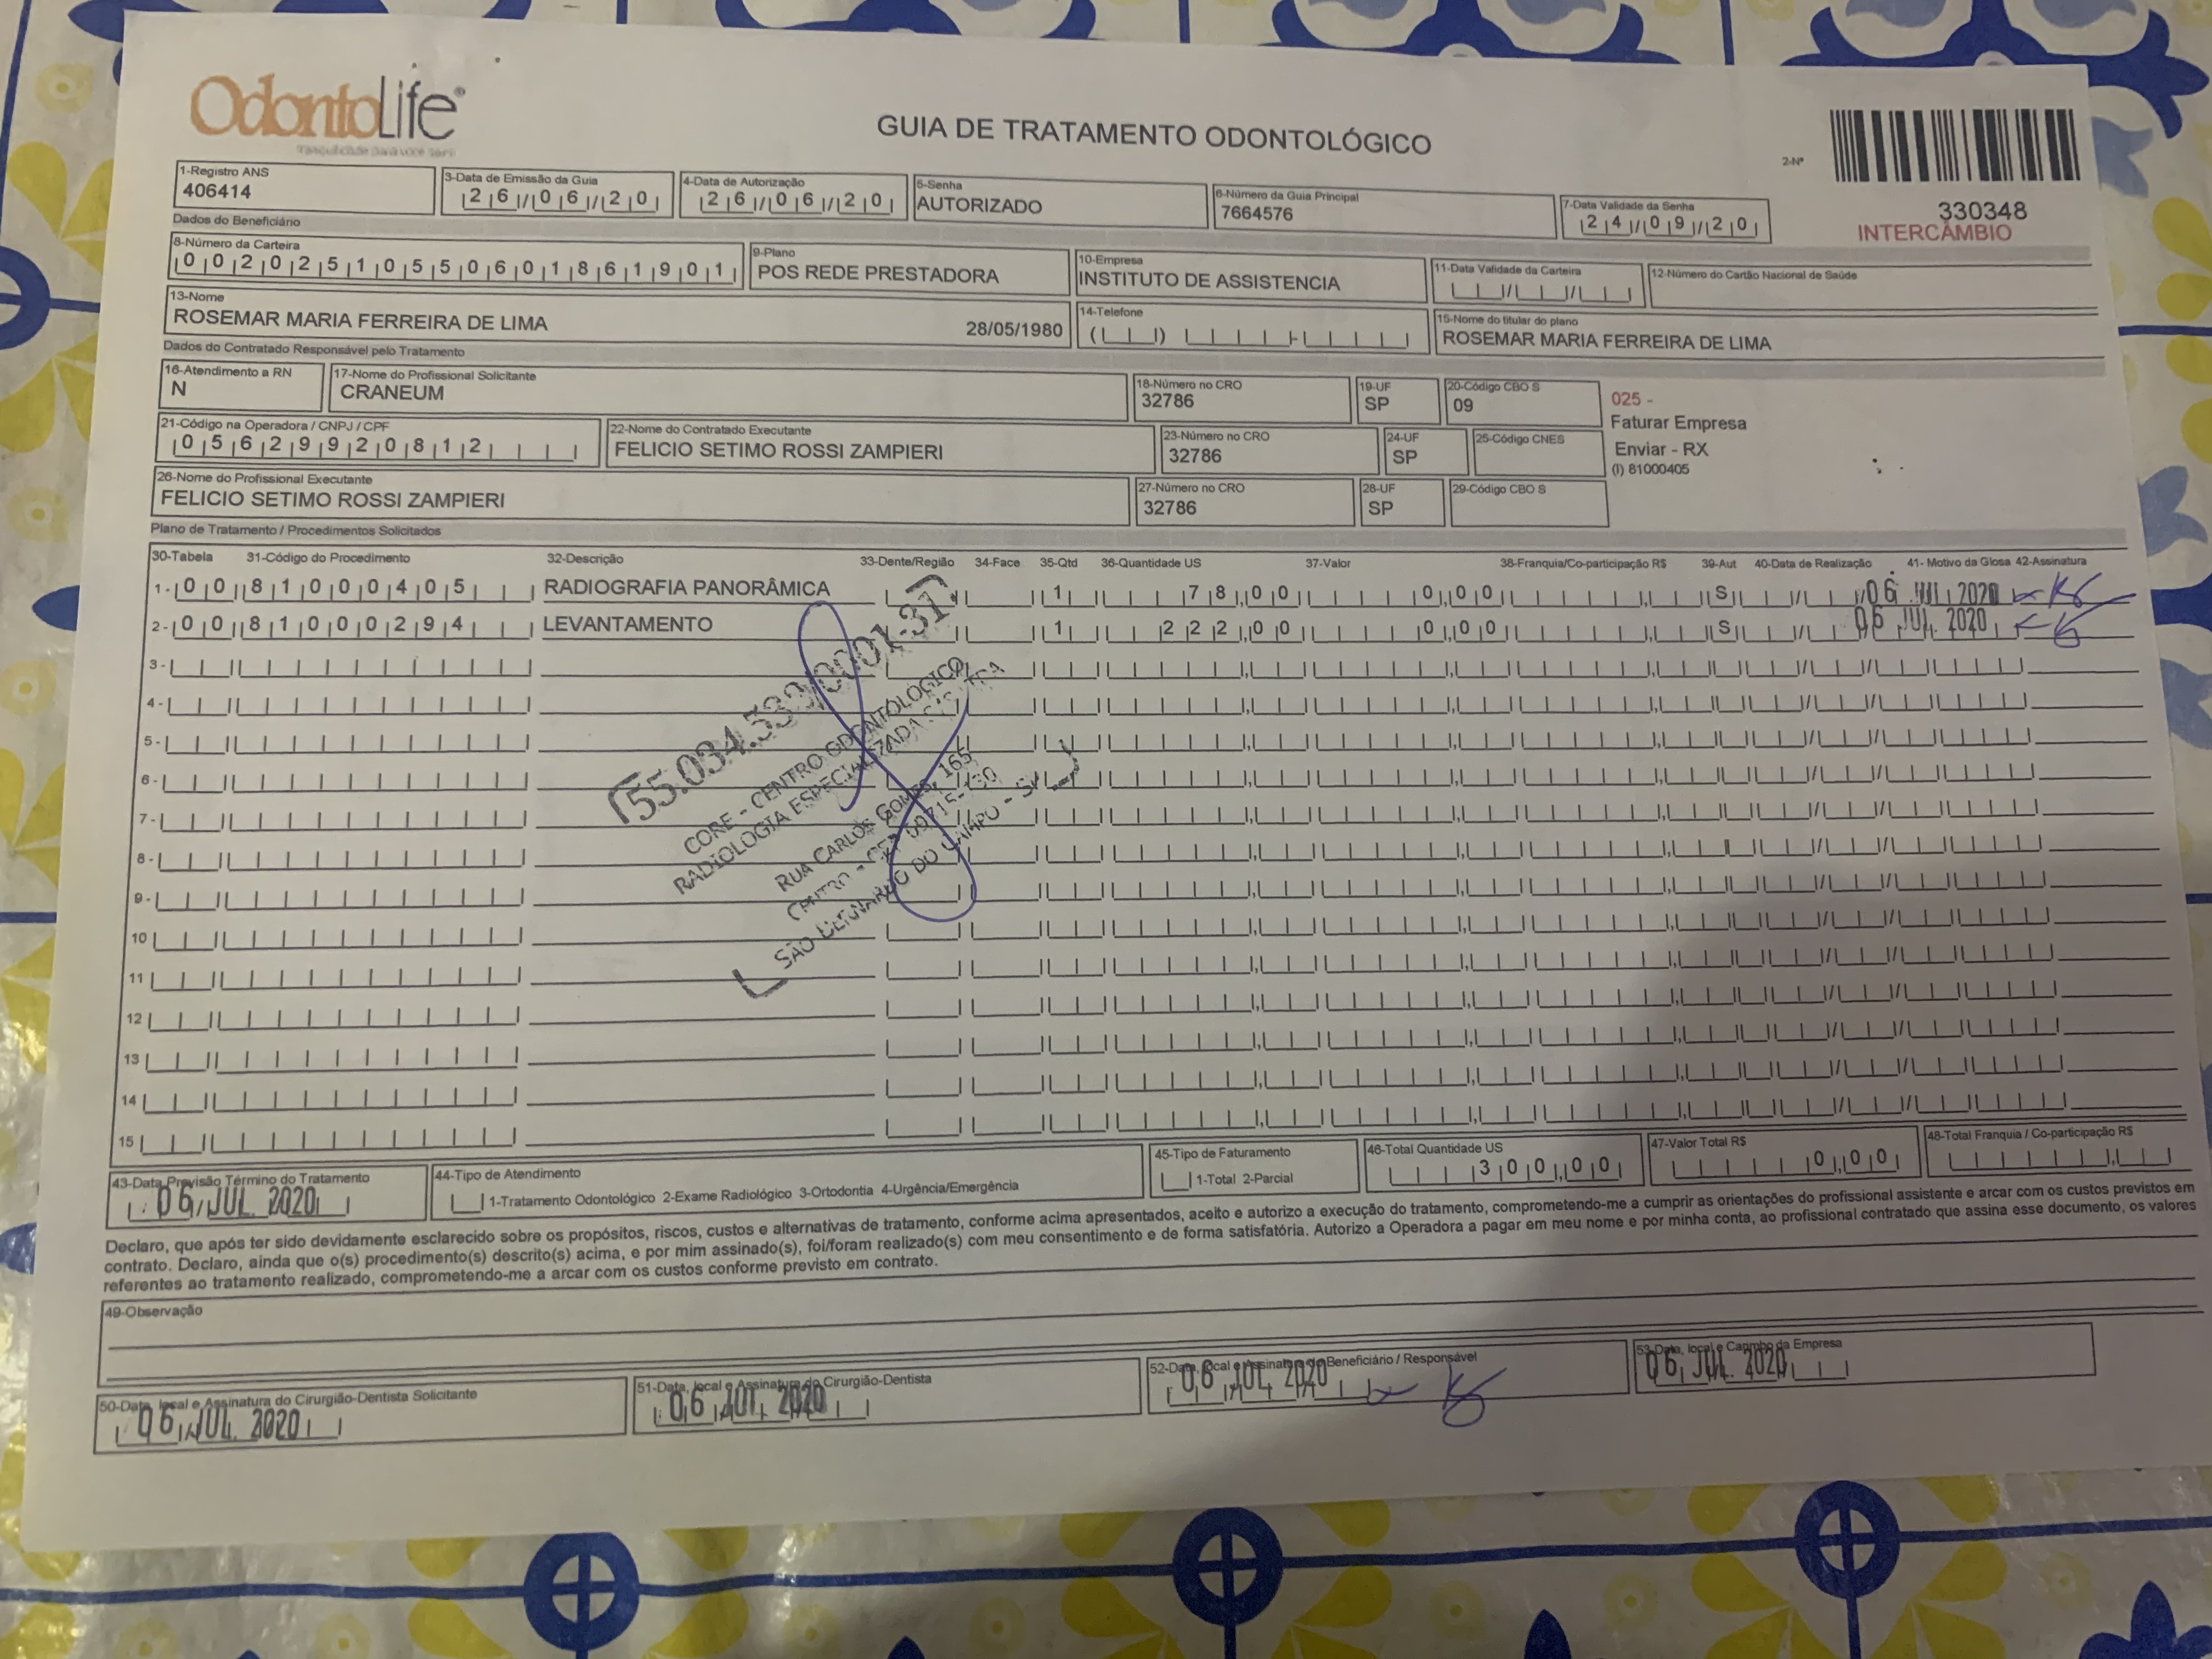 OdontoLife®
GUIA DE TRATAMENTO ODONTOLÓGICO
2-Nº
330348
INTERCÂMBIO
1-Registro ANS
406414
3-Data de Emissão da Guia
26/06/20
4-Data de Autorização
26/06/20
5-Senha
AUTORIZADO
6-Número da Guia Principal
7664576
7-Data Validade da Senha
24/09/20
Dados do Beneficiário
8-Número da Carteira
00202510550601861901
9-Plano
POS REDE PRESTADORA
10-Empresa
INSTITUTO DE ASSISTENCIA
11-Data Validade da Carteira
12-Número do Cartão Nacional de Saúde
13-Nome
ROSEMAR MARIA FERREIRA DE LIMA 28/05/1980
14-Telefone
15-Nome do titular do plano
ROSEMAR MARIA FERREIRA DE LIMA
Dados do Contratado Responsável pelo Tratamento
16-Atendimento a RN
N
17-Nome do Profissional Solicitante
CRANEUM
18-Número no CRO
32786
19-UF
SP
20-Código CBO S
09
025 -
Faturar Empresa
Enviar - RX
(I) 81000405
21-Código na Operadora / CNPJ / CPF
05629920812
22-Nome do Contratado Executante
FELICIO SETIMO ROSSI ZAMPIERI
23-Número no CRO
32786
24-UF
SP
25-Código CNES
26-Nome do Profissional Executante
FELICIO SETIMO ROSSI ZAMPIERI
27-Número no CRO
32786
28-UF
SP
29-Código CBO S
Plano de Tratamento / Procedimentos Solicitados
30-Tabela 31-Código do Procedimento 32-Descrição 33-Dente/Região 34-Face 35-Qtd 36-Quantidade US 37-Valor 38-Franquia/Co-participação R$ 39-Aut 40-Data de Realização 41- Motivo da Glosa 42-Assinatura
1- 00 81000405 RADIOGRAFIA PANORÂMICA 1 78,00 0,00 S 06 JUL. 2020
2- 00 81000294 LEVANTAMENTO 1 222,00 0,00 S 06 JUL. 2020
3-
4-
5-
6-
7-
8-
9-
10
11
12
13
14
15
55.034.539/0001-31
CORE - CENTRO ODONTOLÓGICO
RADIOLOGIA ESPECIALIZADA
RUA CARLOS GOMES, 165
CENTRO - CEP
SÃO BERNARDO DO CAMPO - SP
43-Data Previsão Término do Tratamento
06 JUL. 2020
44-Tipo de Atendimento
1-Tratamento Odontológico 2-Exame Radiológico 3-Ortodontia 4-Urgência/Emergência
45-Tipo de Faturamento
1-Total 2-Parcial
46-Total Quantidade US
300,00
47-Valor Total R$
0,00
48-Total Franquia / Co-participação R$
Declaro, que após ter sido devidamente esclarecido sobre os propósitos, riscos, custos e alternativas de tratamento, conforme acima apresentados, aceito e autorizo a execução do tratamento, comprometendo-me a cumprir as orientações do profissional assistente e arcar com os custos previstos em
contrato. Declaro, ainda que o(s) procedimento(s) descrito(s) acima, e por mim assinado(s), foi/foram realizado(s) com meu consentimento e de forma satisfatória. Autorizo a Operadora a pagar em meu nome e por minha conta, ao profissional contratado que assina esse documento, os valores
referentes ao tratamento realizado, comprometendo-me a arcar com os custos conforme previsto em contrato.
49-Observação
50-Data, local e Assinatura do Cirurgião-Dentista Solicitante
06 JUL. 2020
51-Data, local e Assinatura do Cirurgião-Dentista
06 JUL. 2020
52-Data, local e Assinatura do Beneficiário / Responsável
06 JUL. 2020
53-Data, local e Carimbo da Empresa
06 JUL. 2020